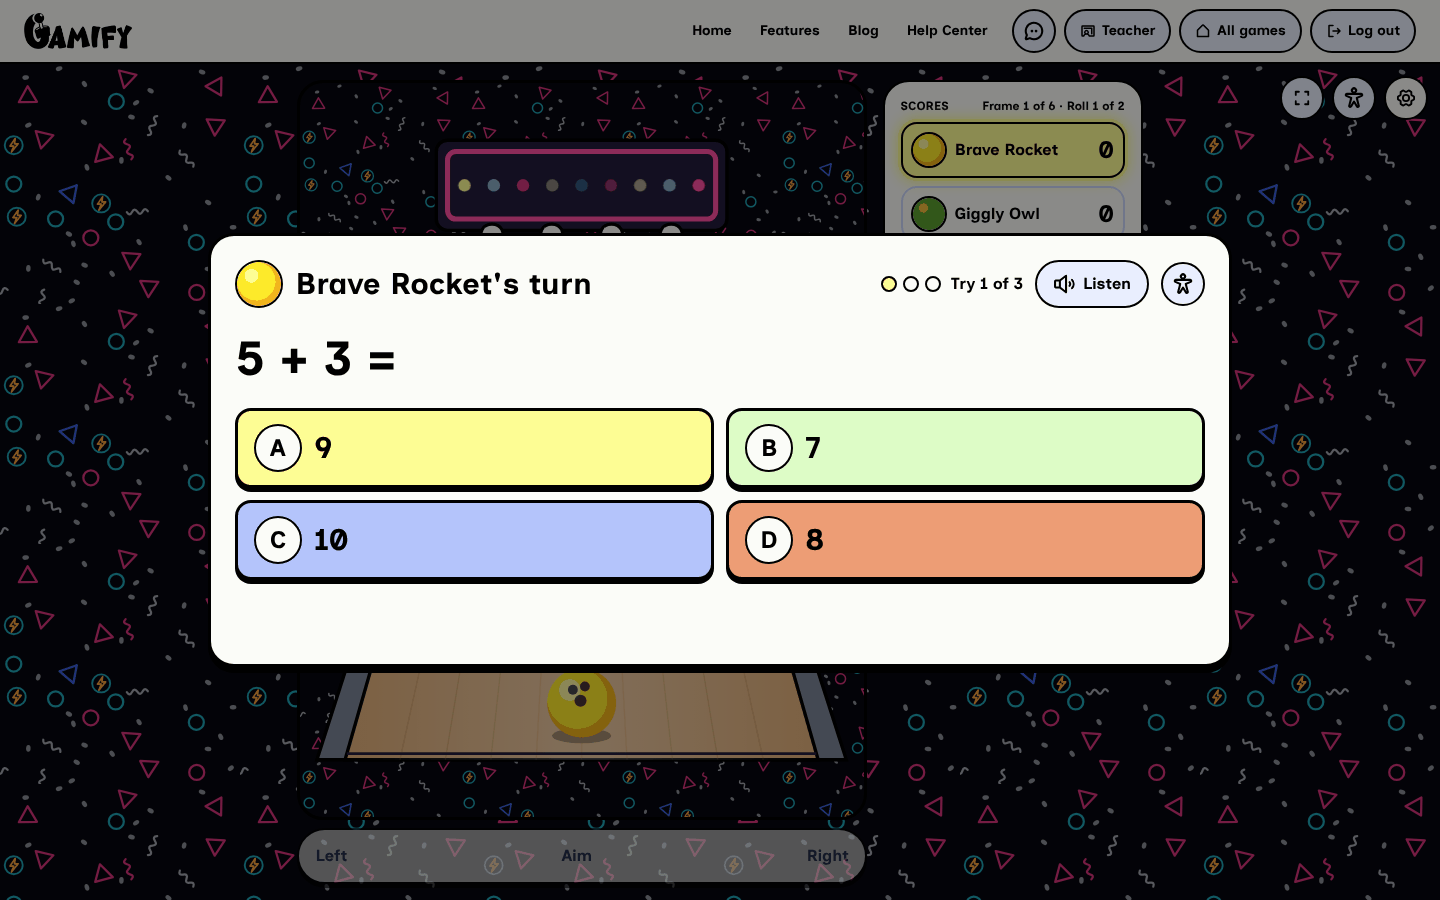 GAMIFY
Home
Features
Blog
Help Center
Teacher
All games
Log out
SCORES
Frame 1 of 6 · Roll 1 of 2
Brave Rocket 0
Giggly Owl 0
Brave Rocket's turn
Try 1 of 3
Listen
5 + 3 =
A 9
B 7
C 10
D 8
Left
Aim
Right